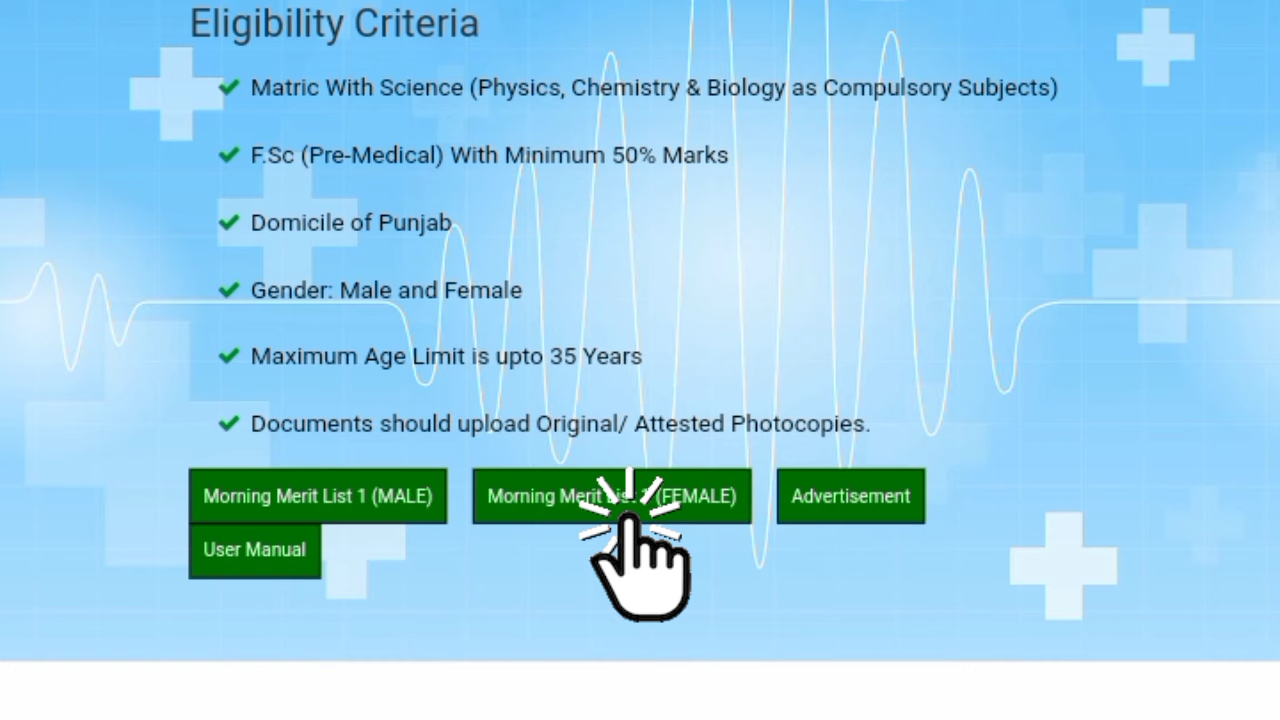 Eligibility Criteria
Matric With Science (Physics, Chemistry & Biology as Compulsory Subjects)
F.Sc (Pre-Medical) With Minimum 50% Marks
Domicile of Punjab
Gender: Male and Female
Maximum Age Limit is upto 35 Years
Documents should upload Original/ Attested Photocopies.
Morning Merit List 1 (MALE) Morning Merit (FEMALE) Advertisement
User Manual